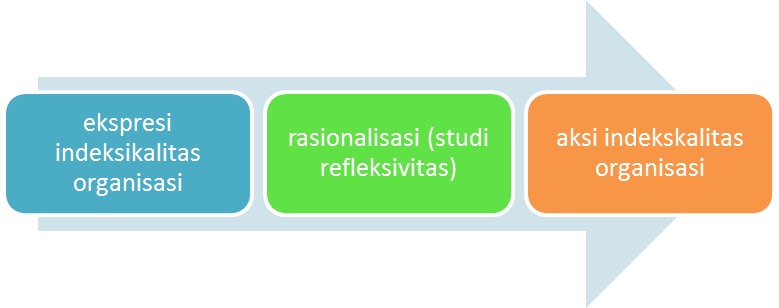 ekspresi
indeksikalitas
organisasi
rasionalisasi (studi
refleksivitas)
aksi indekskalitas
organisasi